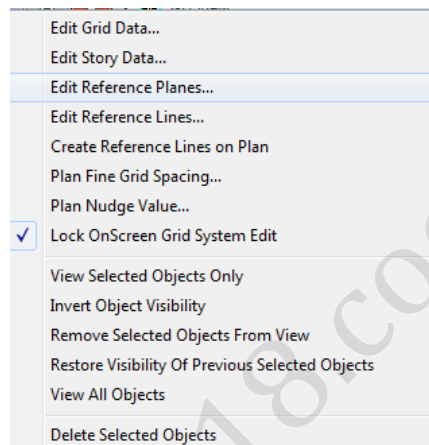 Edit Grid Data...
Edit Story Data...
Edit Reference Planes...
Edit Reference Lines...
Create Reference Lines on Plan
Plan Fine Grid Spacing...
Plan Nudge Value...
Lock OnScreen Grid System Edit
View Selected Objects Only
Invert Object Visibility
Remove Selected Objects From View
Restore Visibility Of Previous Selected Objects
View All Objects
Delete Selected Objects